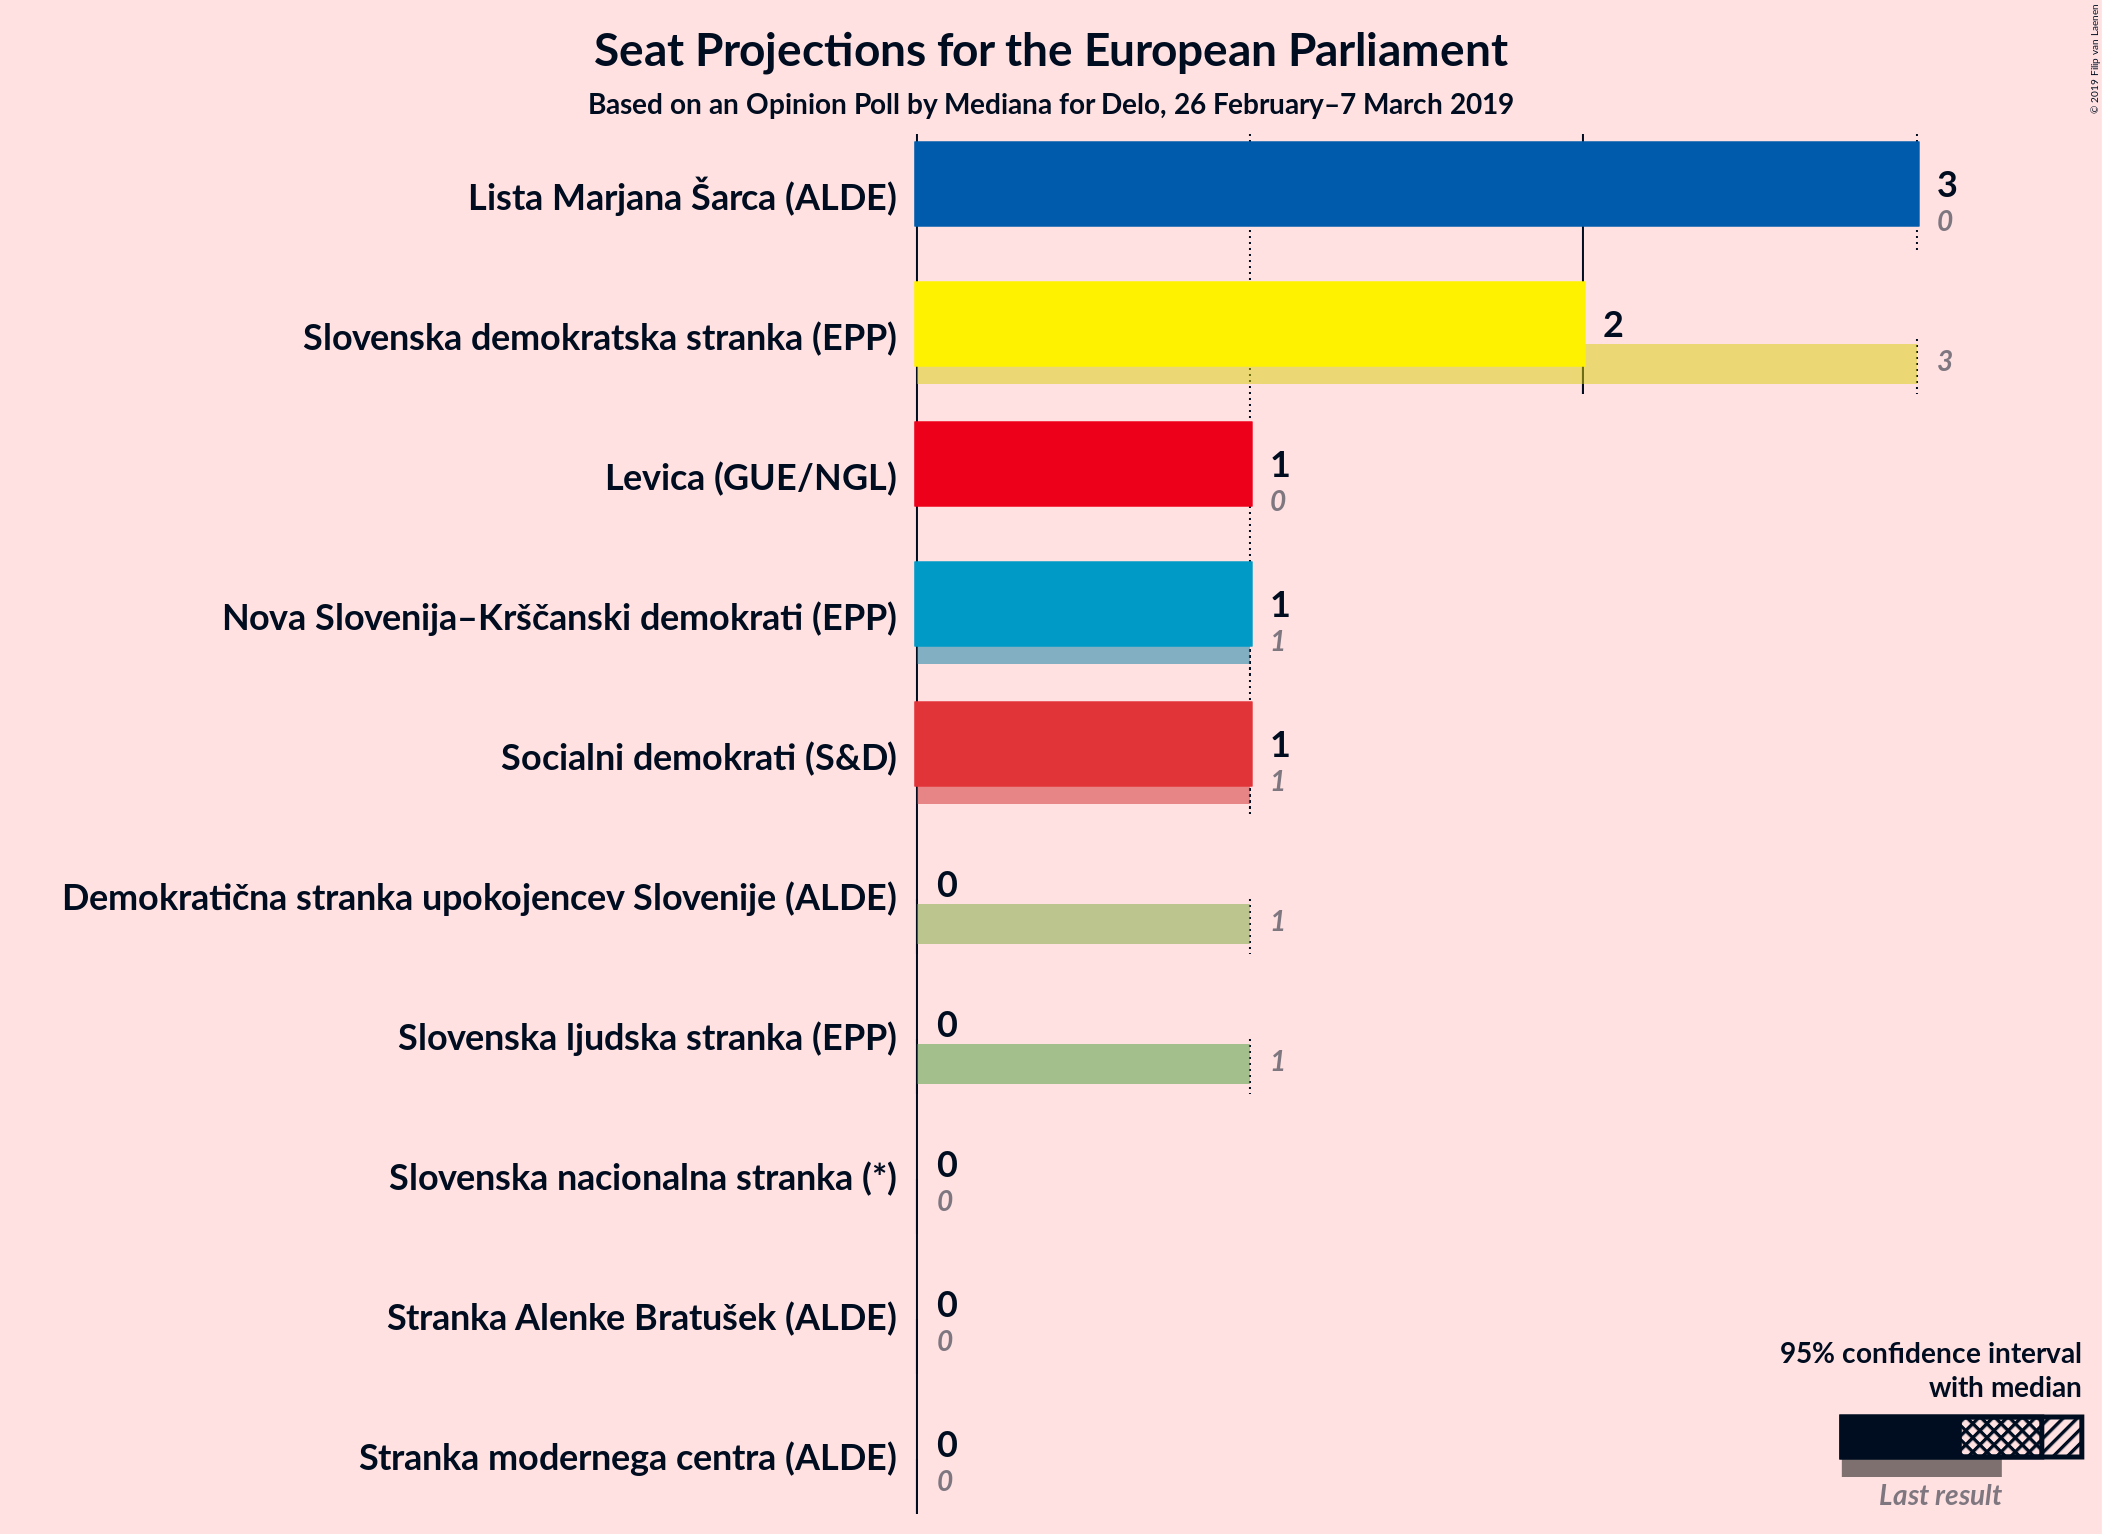 Seat Projections for the European Parliament
Based on an Opinion Poll by Mediana for Delo, 26 February–7 March 2019
© 2019 Filip van Laenen
Lista Marjana Šarca (ALDE)
3
0
Slovenska demokratska stranka (EPP)
2
3
Levica (GUE/NGL)
1
0
Nova Slovenija–Krščanski demokrati (EPP)
1
1
Socialni demokrati (S&D)
1
1
Demokratična stranka upokojencev Slovenije (ALDE)
0
1
Slovenska ljudska stranka (EPP)
0
1
Slovenska nacionalna stranka (*)
0
0
Stranka Alenke Bratušek (ALDE)
0
0
Stranka modernega centra (ALDE)
0
0
95% confidence interval
with median
Last result